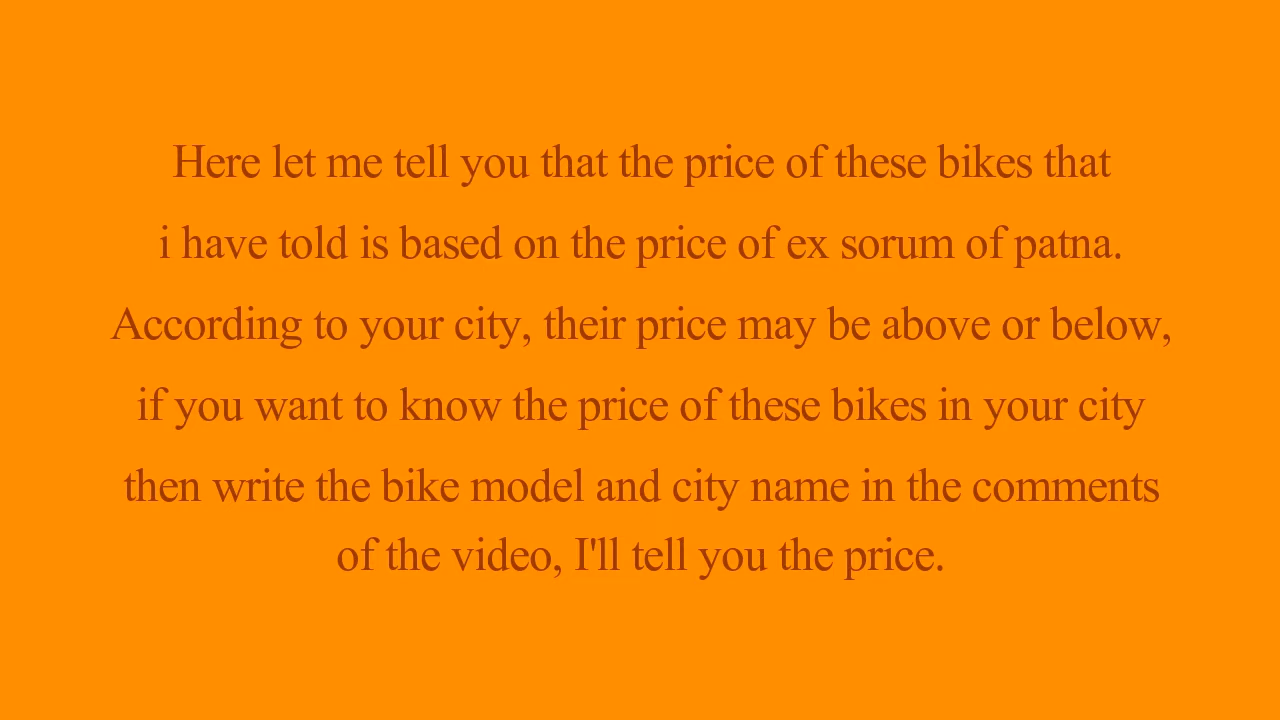 Here let me tell you that the price of these bikes that
i have told is based on the price of ex sorum of patna.
According to your city, their price may be above or below,
if you want to know the price of these bikes in your city
then write the bike model and city name in the comments
of the video, I'll tell you the price.